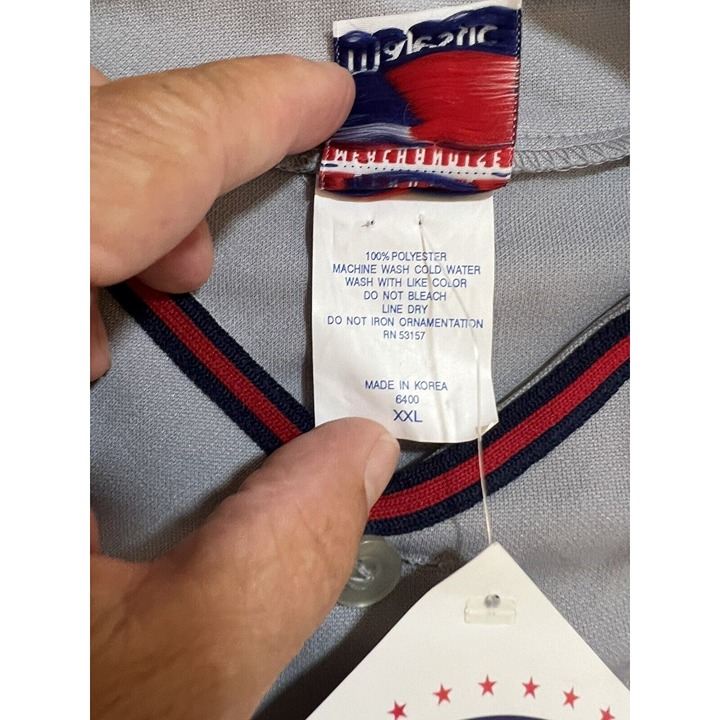 Majestic
MERCHANDISE
100% POLYESTER
MACHINE WASH COLD WATER
WASH WITH LIKE COLOR
DO NOT BLEACH
LINE DRY
DO NOT IRON ORNAMENTATION
RN 53157
MADE IN KOREA
6400
XXL